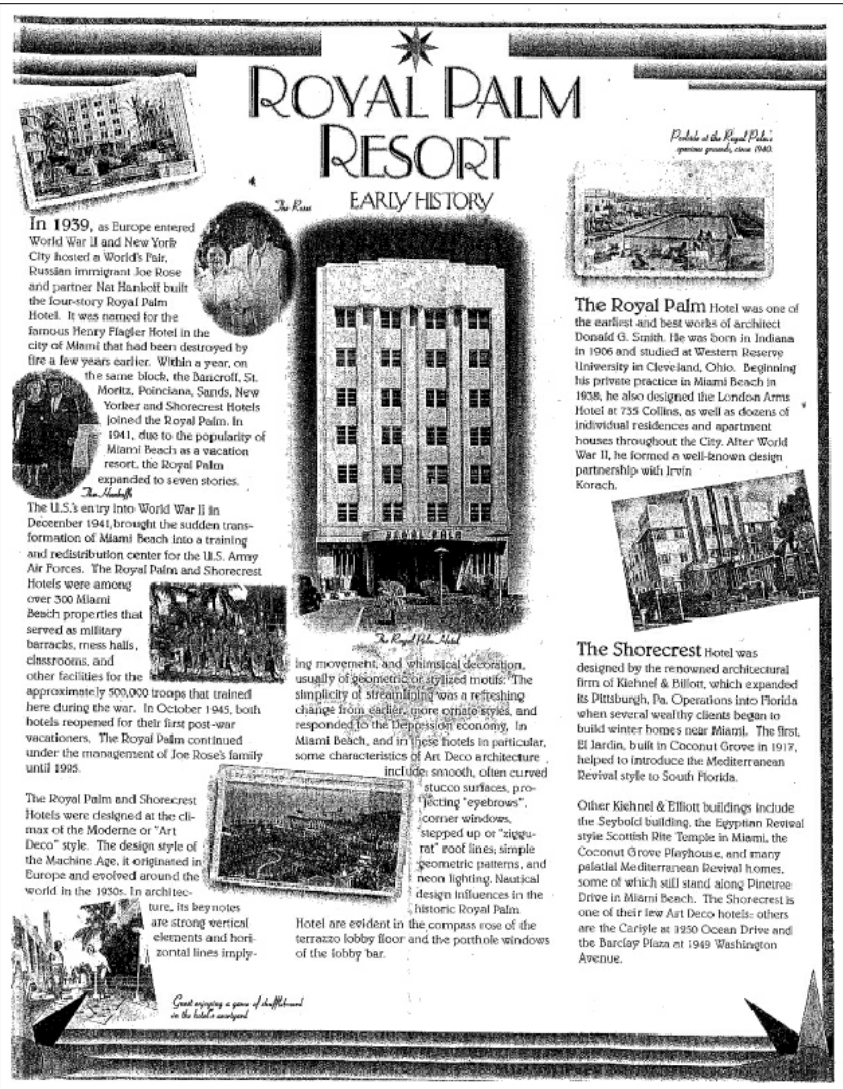 ROYAL PALM
RESORT
EARLY HISTORY
Poolside at the Royal Palm's
spacious grounds, circa 1940.
The Roses
In 1939, as Europe entered
World War II and New York
City hosted a World's Fair,
Russian immigrant Joe Rose
and partner Nat Hankoff built
the four-story Royal Palm
Hotel. It was named for the
famous Henry Flagler Hotel in the
city of Miami that had been destroyed by
fire a few years earlier. Within a year, on
the same block, the Bancroft, St.
Moritz, Poinciana, Sands, New
Yorker and Shorecrest Hotels
joined the Royal Palm. In
1941, due to the popularity of
Miami Beach as a vacation
resort, the Royal Palm
expanded to seven stories.
The Hankoffs
The U.S.'s entry into World War II in
December 1941, brought the sudden trans-
formation of Miami Beach into a training
and redistribution center for the U.S. Army
Air Forces. The Royal Palm and Shorecrest
Hotels were among
over 300 Miami
Beach properties that
served as military
barracks, mess halls,
classrooms, and
other facilities for the
approximately 500,000 troops that trained
here during the war. In October 1945, both
hotels reopened for their first post-war
vacationers. The Royal Palm continued
under the management of Joe Rose's family
until 1995.
The Royal Palm and Shorecrest
Hotels were designed at the cli-
max of the Moderne or "Art
Deco" style. The design style of
the Machine Age, it originated in
Europe and evolved around the
world in the 1930s. In architec-
ture, its keynotes
are strong vertical
elements and hori-
zontal lines imply-
Guest enjoying a game of shuffleboard
in the hotel's courtyard
ROYAL PALM
The Royal Palm Hotel
ing movement, and whimsical decoration,
usually of geometric or stylized motifs. The
simplicity of streamlining was a refreshing
change from earlier, more ornate styles, and
responded to the Depression economy. In
Miami Beach, and in these hotels in particular,
some characteristics of Art Deco architecture
include: smooth, often curved
stucco surfaces, pro-
jecting "eyebrows",
corner windows,
stepped up or "ziggu-
rat" roof lines, simple
geometric patterns, and
neon lighting. Nautical
design influences in the
historic Royal Palm
Hotel are evident in the compass rose of the
terrazzo lobby floor and the porthole windows
of the lobby bar.
The Royal Palm Hotel was one of
the earliest and best works of architect
Donald G. Smith. He was born in Indiana
in 1906 and studied at Western Reserve
University in Cleveland, Ohio. Beginning
his private practice in Miami Beach in
1938, he also designed the London Arms
Hotel at 735 Collins, as well as dozens of
individual residences and apartment
houses throughout the City. After World
War II, he formed a well-known design
partnership with Irvin
Korach.
The Shorecrest Hotel was
designed by the renowned architectural
firm of Kiehnel & Elliott, which expanded
its Pittsburgh, Pa. Operations into Florida
when several wealthy clients began to
build winter homes near Miami. The first,
El Jardin, built in Coconut Grove in 1917,
helped to introduce the Mediterranean
Revival style to South Florida.
Other Kiehnel & Elliott buildings include
the Seybold building, the Egyptian Revival
style Scottish Rite Temple in Miami, the
Coconut Grove Playhouse, and many
palatial Mediterranean Revival homes,
some of which still stand along Pinetree
Drive in Miami Beach. The Shorecrest is
one of their few Art Deco hotels: others
are the Carlyle at 1250 Ocean Drive and
the Barclay Plaza at 1949 Washington
Avenue.